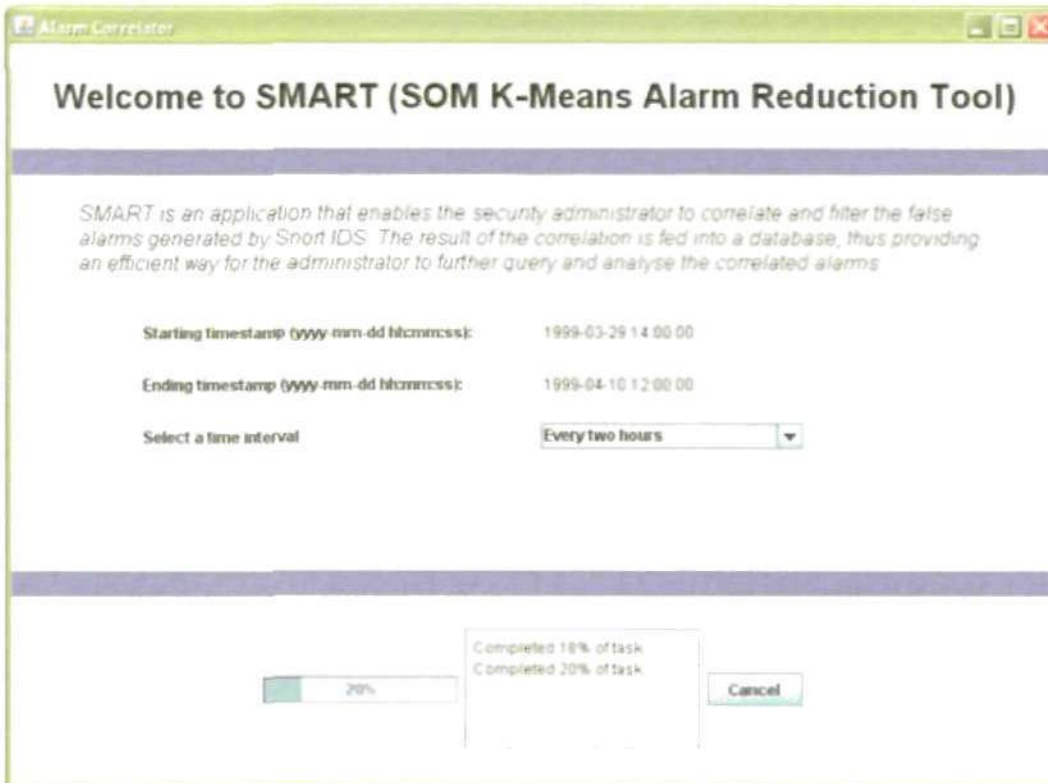 Alarm Correlator
Welcome to SMART (SOM K-Means Alarm Reduction Tool)
SMART is an application that enables the security administrator to correlate and filter the false
alarms generated by Snort IDS. The result of the correlation is fed into a database, thus providing
an efficient way for the administrator to further query and analyse the correlated alarms
Starting timestamp (yyyy-mm-dd hh:mm:ss): 1999-03-29 14:00:00
Ending timestamp (yyyy-mm-dd hh:mm:ss): 1999-04-10 12:00:00
Select a time interval Every two hours
Completed 18% of task
Completed 20% of task
20%
Cancel